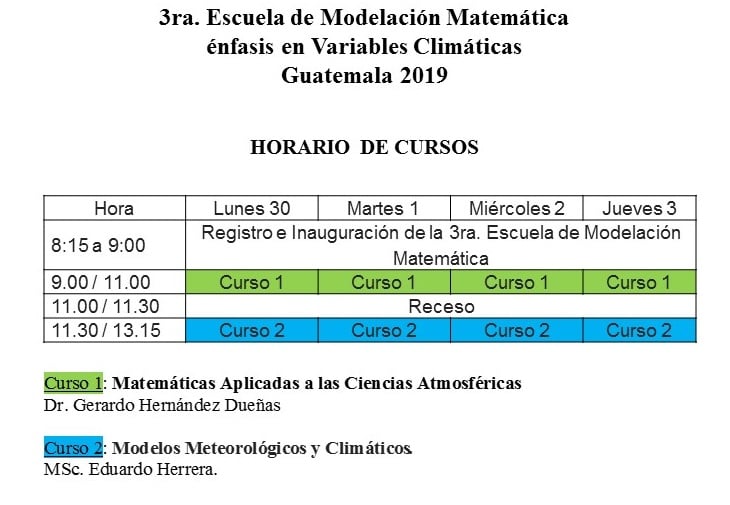 3ra. Escuela de Modelación Matemática
énfasis en Variables Climáticas
Guatemala 2019
HORARIO DE CURSOS
Hora Lunes 30 Martes 1 Miércoles 2 Jueves 3
8:15 a 9:00 Registro e Inauguración de la 3ra. Escuela de Modelación
Matemática
9.00 / 11.00 Curso 1 Curso 1 Curso 1 Curso 1
11.00 / 11.30 Receso
11.30 / 13.15 Curso 2 Curso 2 Curso 2 Curso 2
Curso 1: Matemáticas Aplicadas a las Ciencias Atmosféricas
Dr. Gerardo Hernández Dueñas
Curso 2: Modelos Meteorológicos y Climáticos.
MSc. Eduardo Herrera.